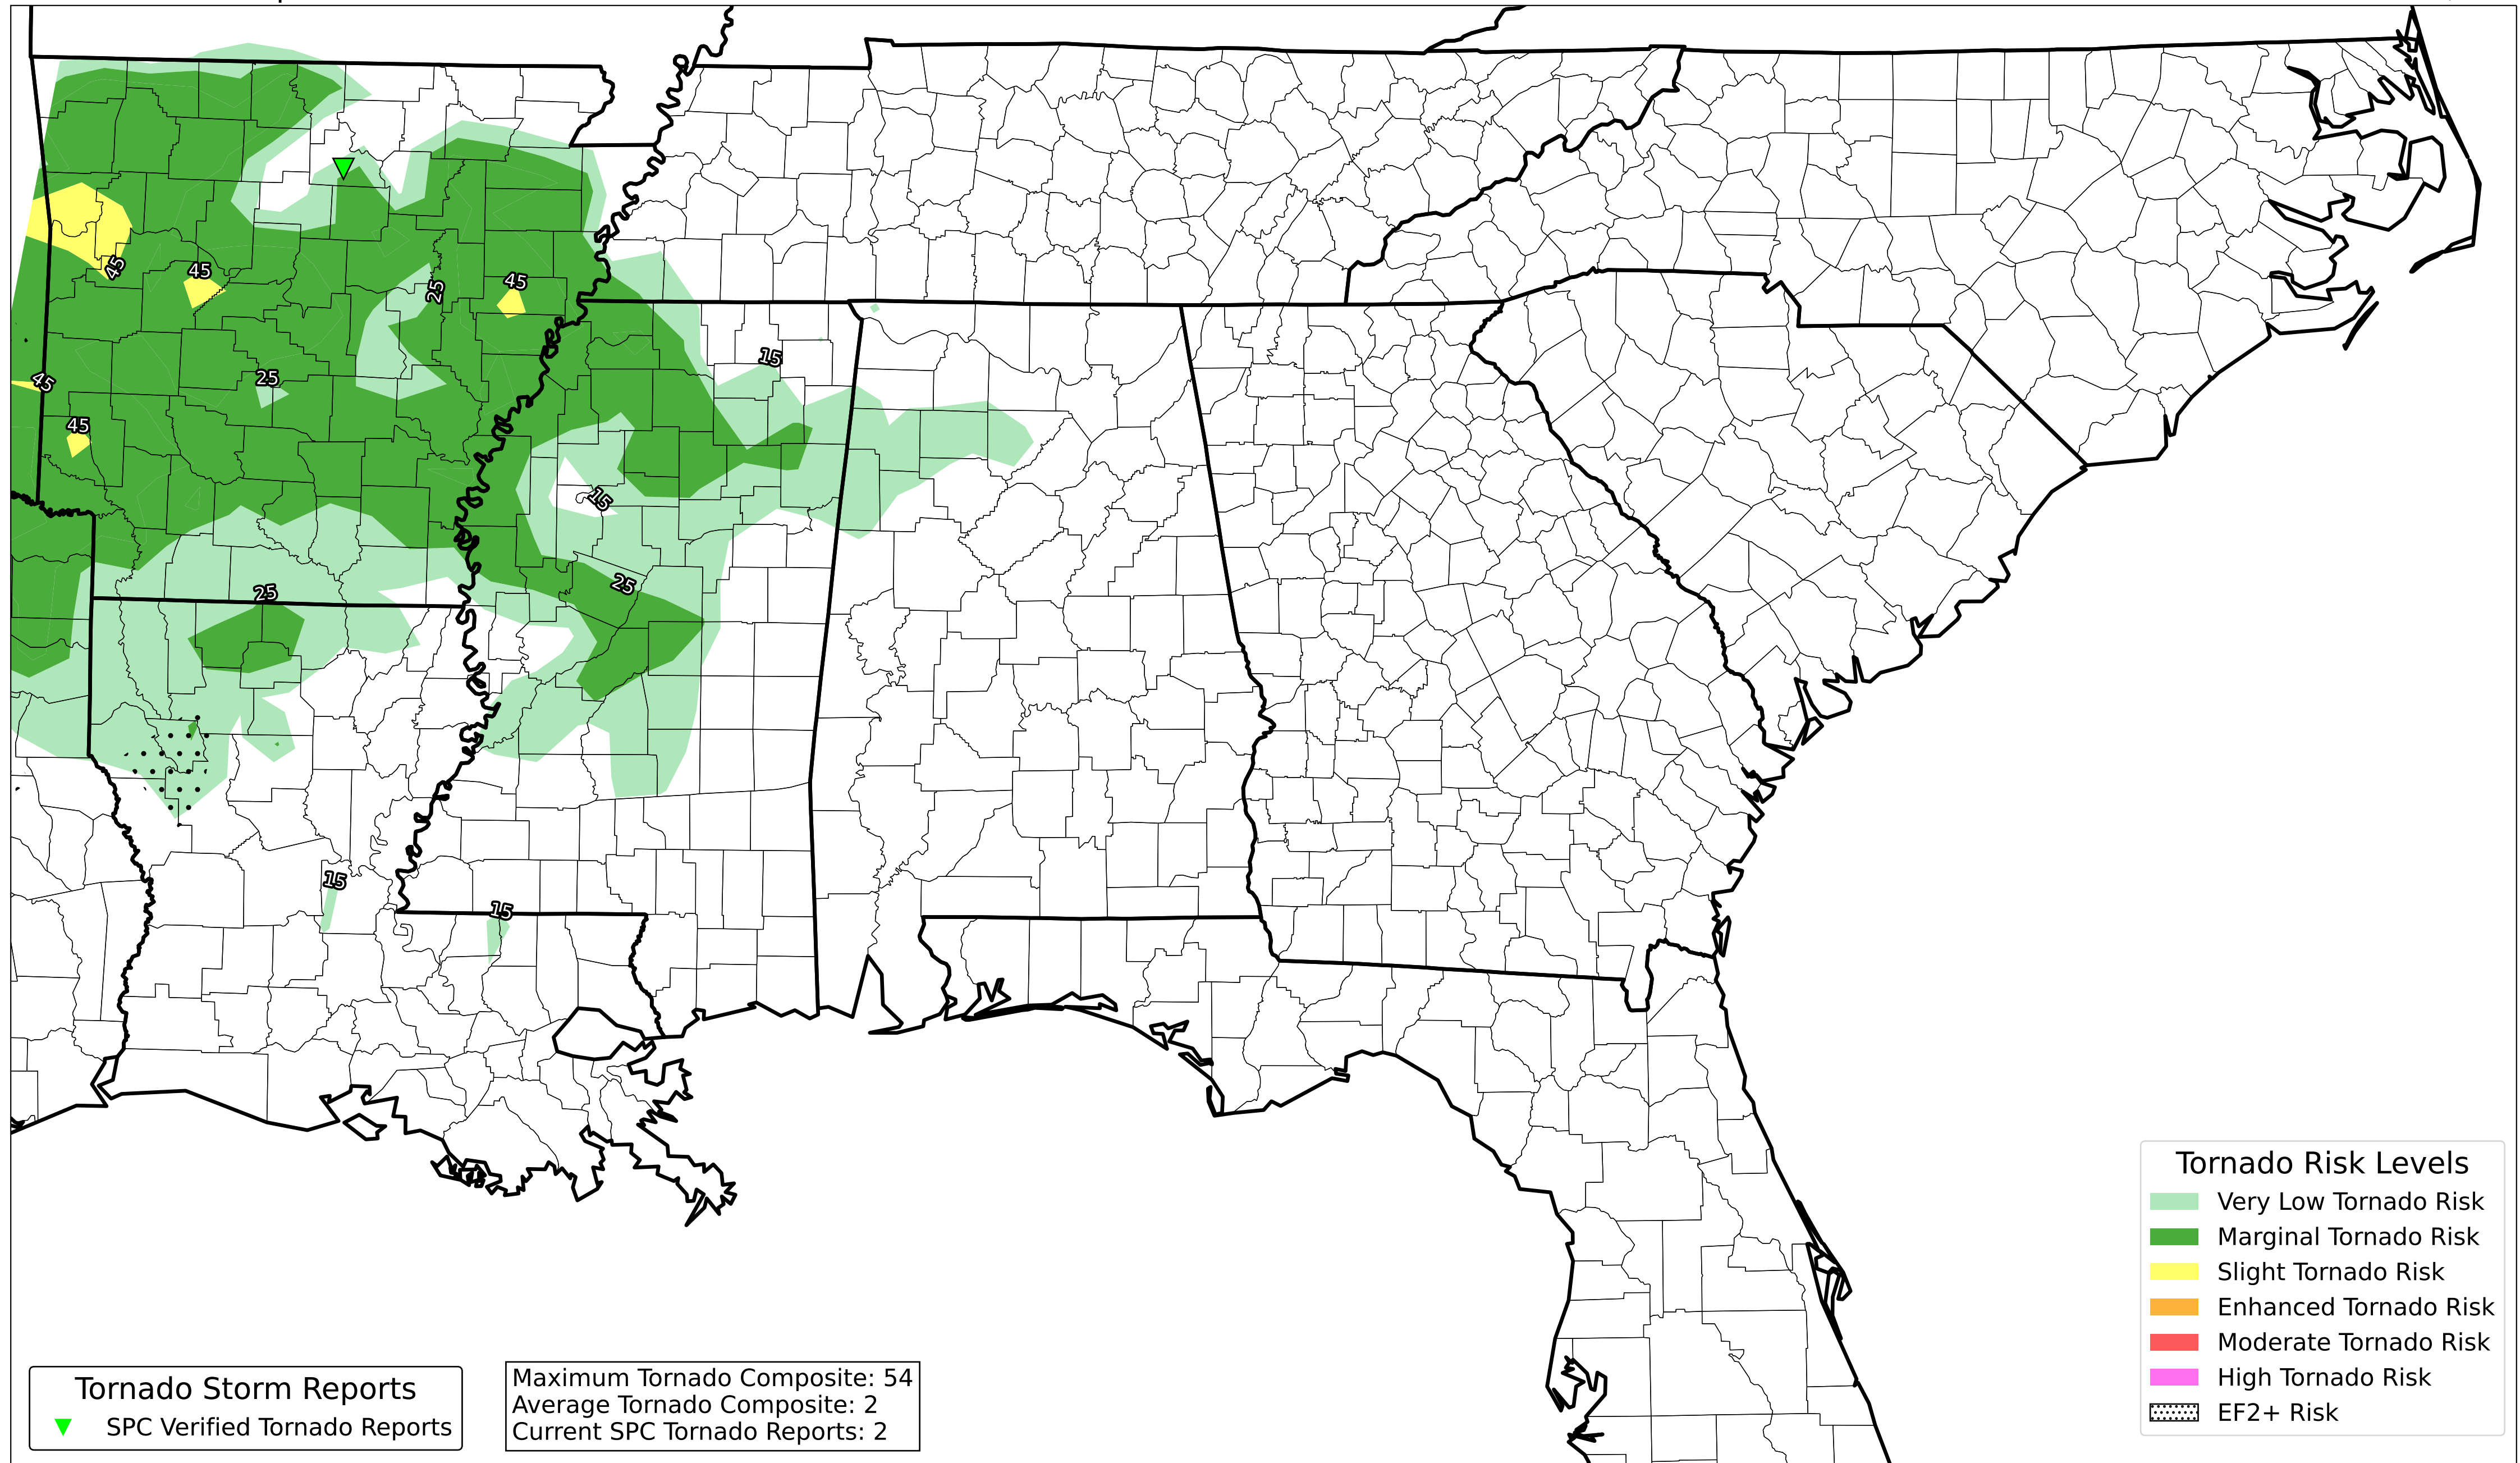 45
45
45
25
15
45
25
45
15
25
25
15
15
Tornado Risk Levels
Very Low Tornado Risk
Marginal Tornado Risk
Slight Tornado Risk
Enhanced Tornado Risk
Moderate Tornado Risk
High Tornado Risk
EF2+ Risk
Tornado Storm Reports
SPC Verified Tornado Reports
Maximum Tornado Composite: 54
Average Tornado Composite: 2
Current SPC Tornado Reports: 2